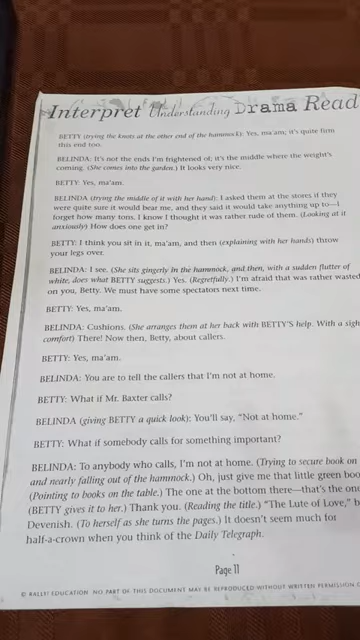 Interpret Understanding Drama Read
BETTY (trying the knots at the other end of the hammock): Yes, ma'am; it's quite firm
this end too.
BELINDA: It's not the ends I'm frightened of; it's the middle where the weight's
coming. (She comes into the garden.) It looks very nice.
BETTY: Yes, ma'am.
BELINDA (trying the middle of it with her hand): I asked them at the stores if they
were quite sure it would bear me, and they said it would take anything up to—I
forget how many tons. I know I thought it was rather rude of them. (Looking at it
anxiously) How does one get in?
BETTY: I think you sit in it, ma'am, and then (explaining with her hands) throw
your legs over.
BELINDA: I see. (She sits gingerly in the hammock, and then, with a sudden flutter of
white, does what BETTY suggests.) Yes. (Regretfully.) I'm afraid that was rather wasted
on you, Betty. We must have some spectators next time.
BETTY: Yes, ma'am.
BELINDA: Cushions. (She arranges them at her back with BETTY'S help. With a sigh
comfort) There! Now then, Betty, about callers.
BETTY: Yes, ma'am.
BELINDA: You are to tell the callers that I'm not at home.
BETTY: What if Mr. Baxter calls?
BELINDA (giving BETTY a quick look): You'll say, "Not at home."
BETTY: What if somebody calls for something important?
BELINDA: To anybody who calls, I'm not at home. (Trying to secure book on
and nearly falling out of the hammock.) Oh, just give me that little green boo
(Pointing to books on the table.) The one at the bottom there—that's the one
(BETTY gives it to her.) Thank you. (Reading the title.) "The Lute of Love," b
Devenish. (To herself as she turns the pages.) It doesn't seem much for
half-a-crown when you think of the Daily Telegraph.
Page 11
© RALLY! EDUCATION. NO PART OF THIS DOCUMENT MAY BE REPRODUCED WITHOUT WRITTEN PERMISSION